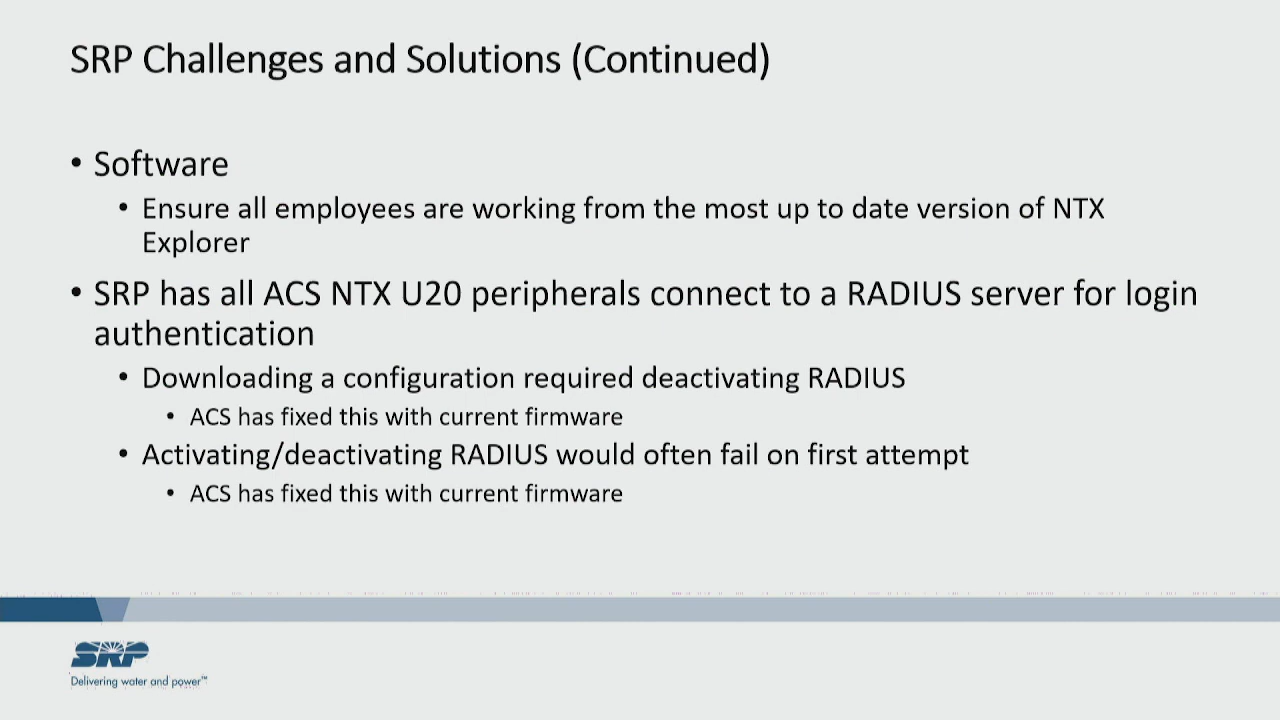 SRP Challenges and Solutions (Continued)
• Software
• Ensure all employees are working from the most up to date version of NTX
Explorer
• SRP has all ACS NTX U20 peripherals connect to a RADIUS server for login
authentication
• Downloading a configuration required deactivating RADIUS
• ACS has fixed this with current firmware
• Activating/deactivating RADIUS would often fail on first attempt
• ACS has fixed this with current firmware
SRP
Delivering water and power™